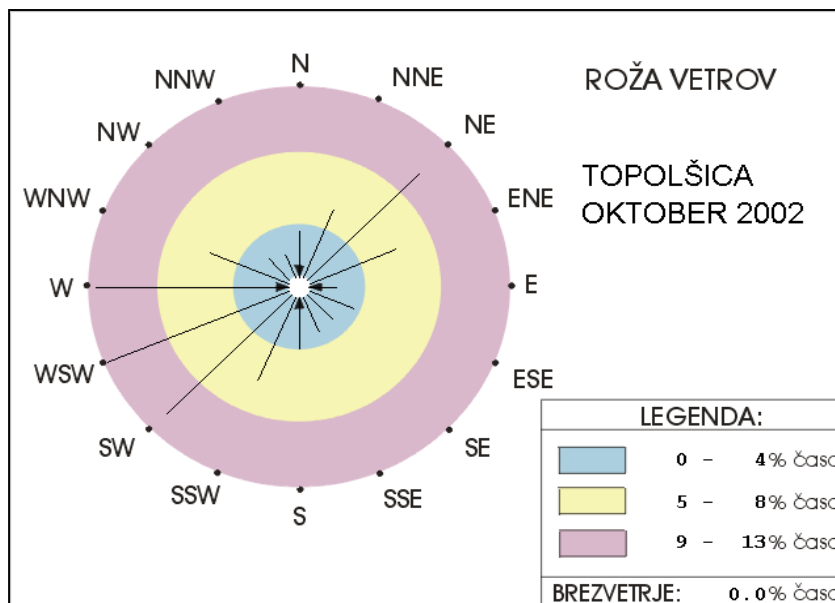 ROŽA VETROV
TOPOLŠICA
OKTOBER 2002
N
NNE
NE
ENE
E
ESE
SE
SSE
S
SSW
SW
WSW
W
WNW
NW
NNW
LEGENDA:
0 - 4% časa
5 - 8% časa
9 - 13% časa
BREZVETRJE: 0.0% časa